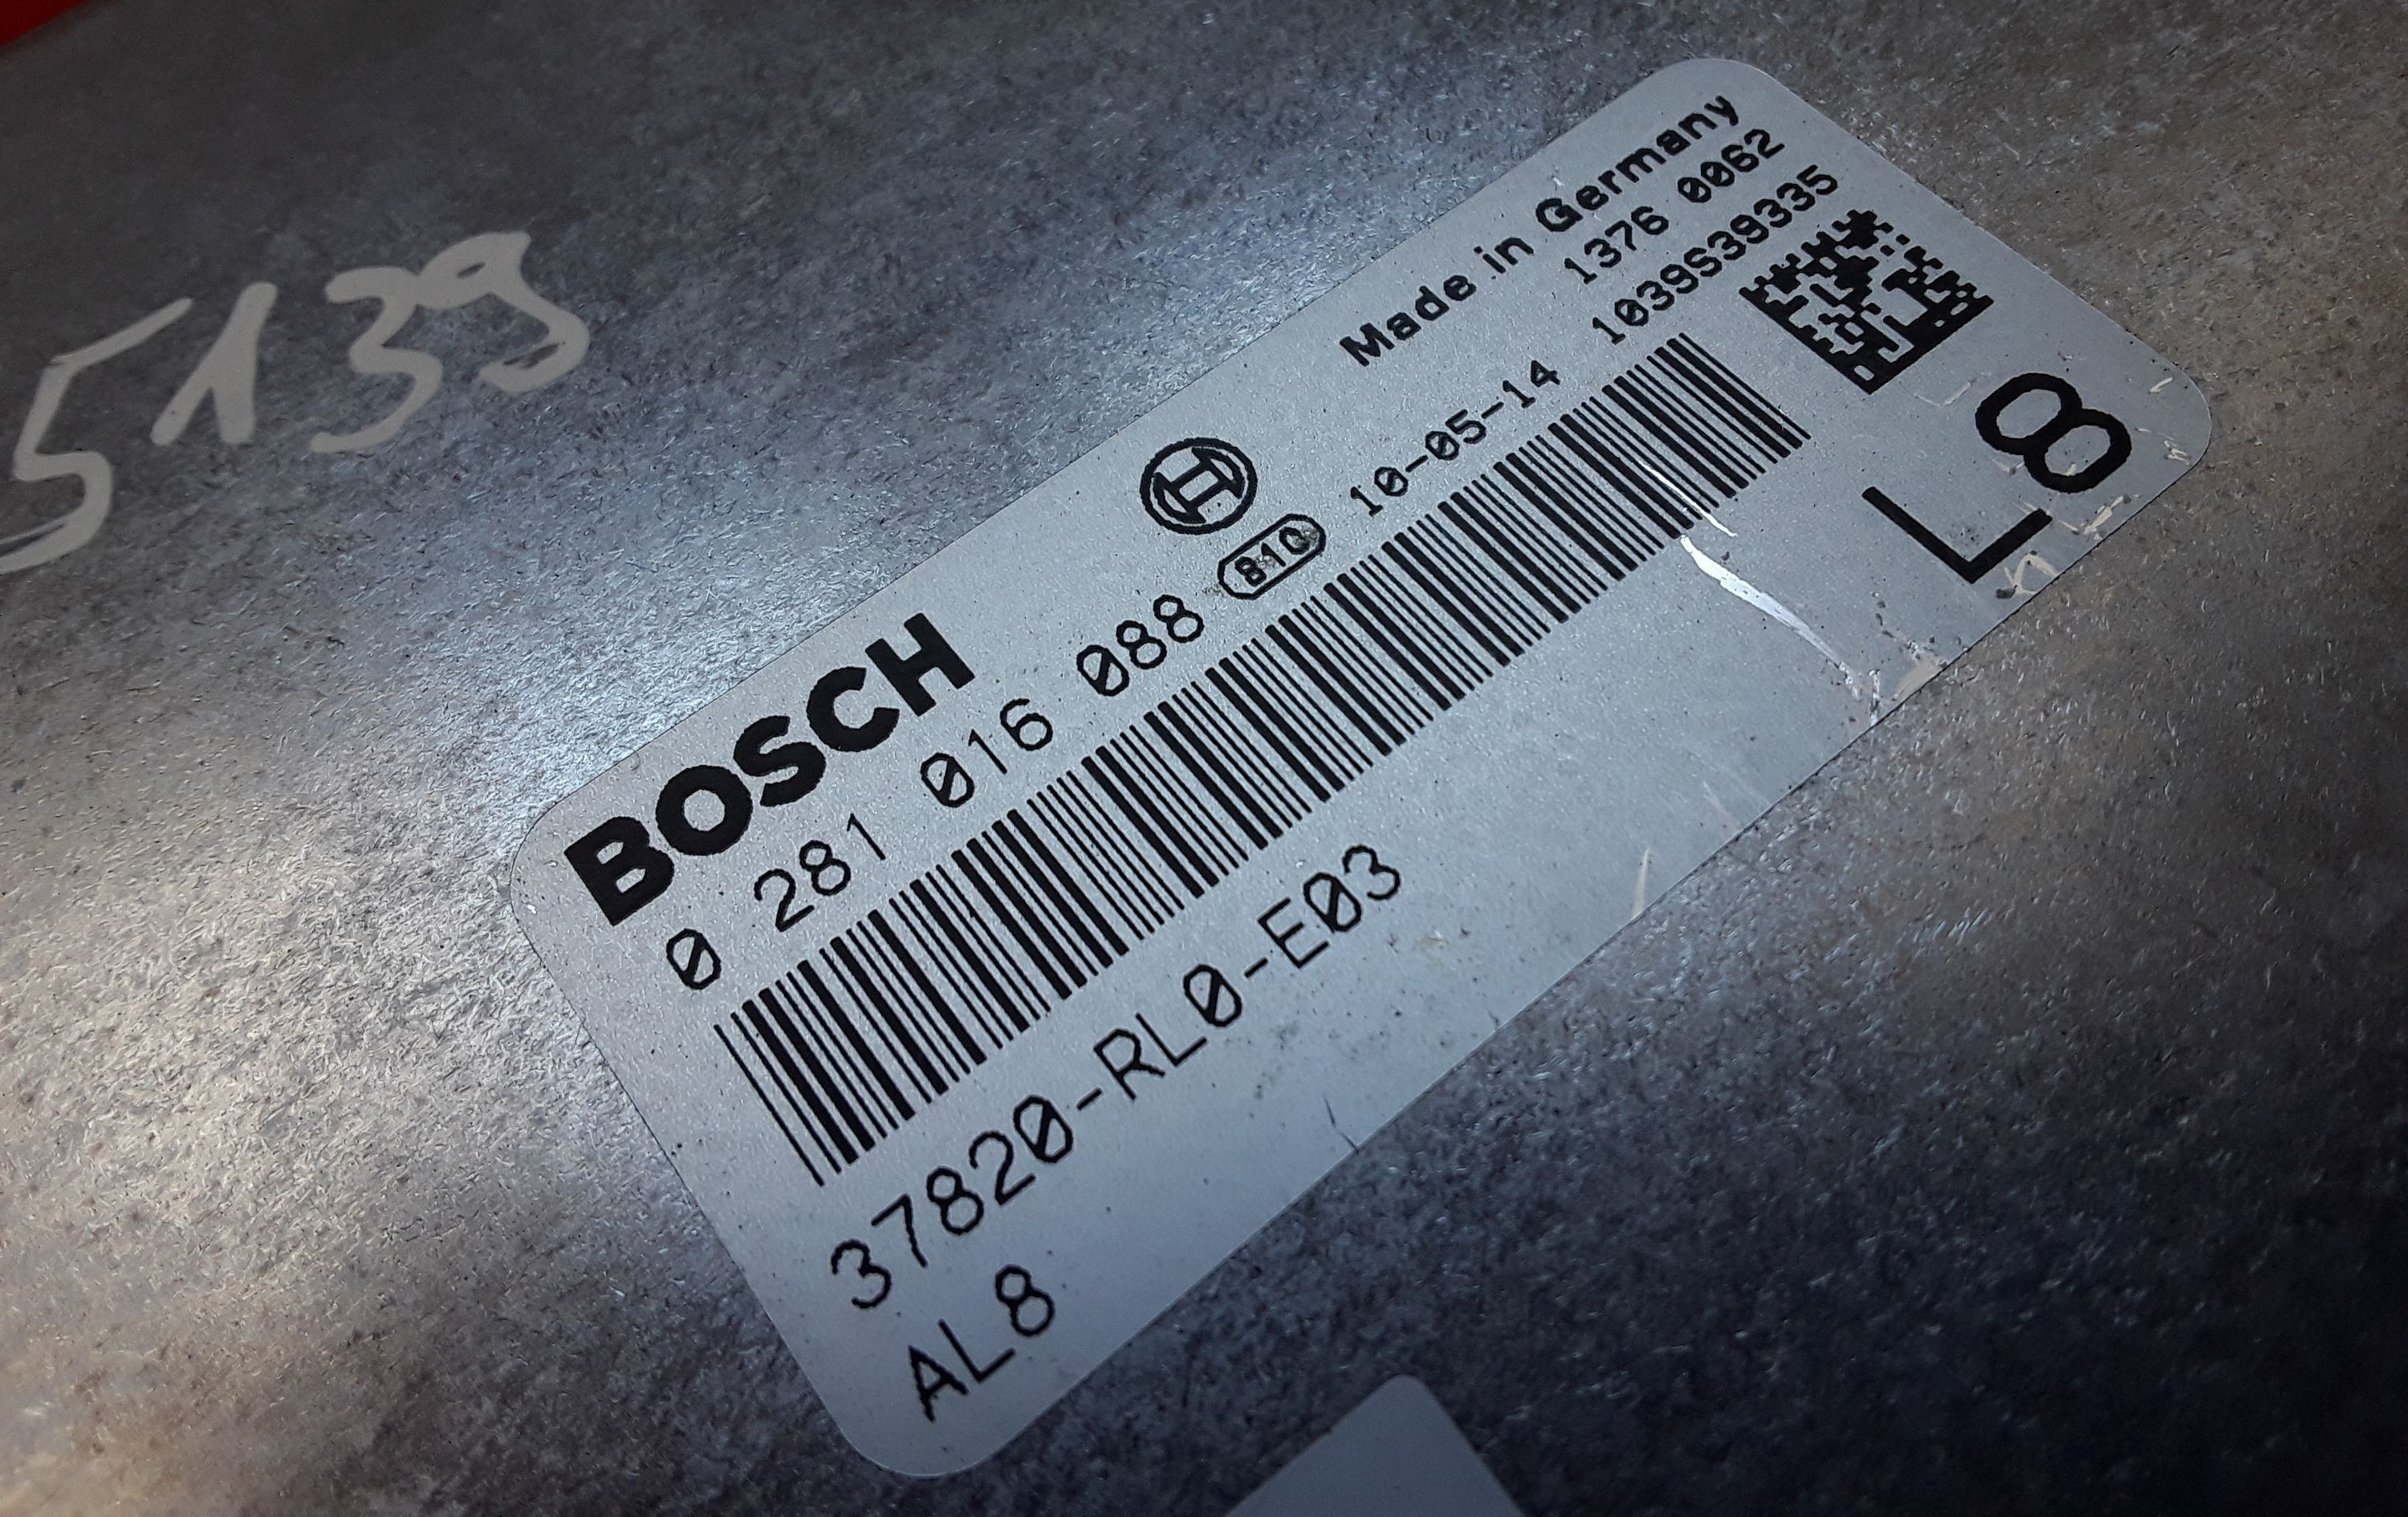 5139
Made in Germany
1376 0062
BOSCH
0 281 016 088 810 10-05-14 1039S39335
L8
37820-RL0-E03
AL8